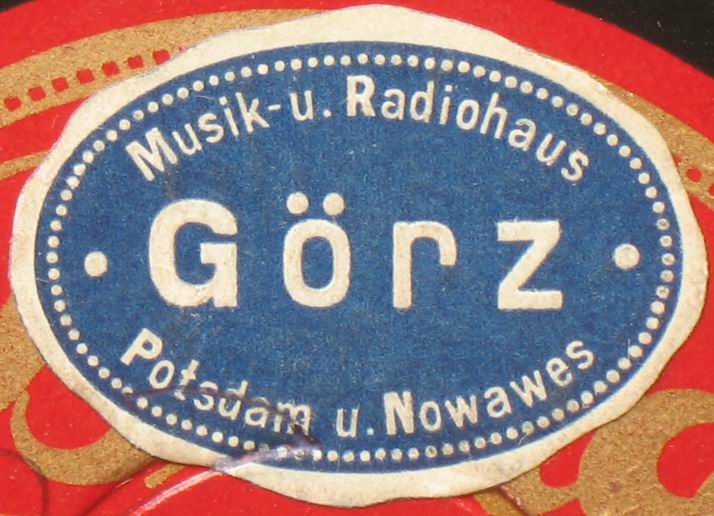 Musik- u. Radiohaus
Görz
Potsdam u. Nowawes